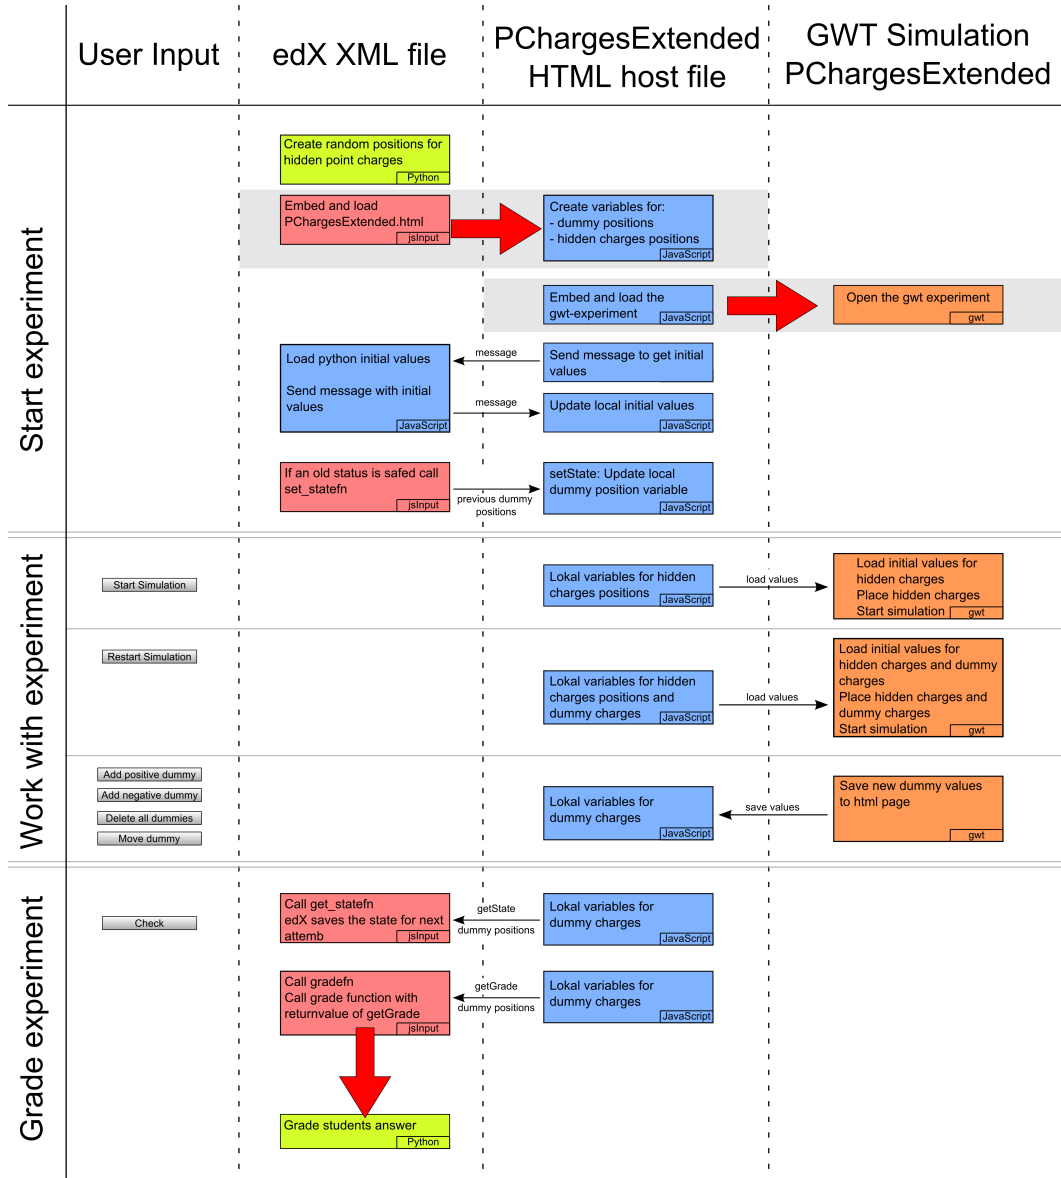 User Input
edX XML file
PChargesExtended
HTML host file
GWT Simulation
PChargesExtended
Start experiment
Create random positions for
hidden point charges
Python
Embed and load
PChargesExtended.html
jsInput
Create variables for:
- dummy positions
- hidden charges positions
JavaScript
Embed and load the
gwt-experiment
JavaScript
Open the gwt experiment
gwt
Load python initial values
Send message with initial
values
JavaScript
message
Send message to get initial
values
message
Update local initial values
JavaScript
If an old status is safed call
set_statefn
jsInput
previous dummy
positions
setState: Update local
dummy position variable
JavaScript
Work with experiment
Start Simulation
Lokal variables for hidden
charges positions
JavaScript
load values
Load initial values for
hidden charges
Place hidden charges
Start simulation
gwt
Restart Simulation
Lokal variables for hidden
charges positions and
dummy charges
JavaScript
load values
Load initial values for
hidden charges and dummy
charges
Place hidden charges and
dummy charges
Start simulation
gwt
Add positive dummy
Add negative dummy
Delete all dummies
Move dummy
Lokal variables for
dummy charges
JavaScript
save values
Save new dummy values
to html page
gwt
Grade experiment
Check
Call get_statefn
edX saves the state for next
attemb
jsInput
getState
dummy positions
Lokal variables for
dummy charges
JavaScript
Call gradefn
Call grade function with
returnvalue of getGrade
jsInput
getGrade
dummy positions
Lokal variables for
dummy charges
JavaScript
Grade students answer
Python